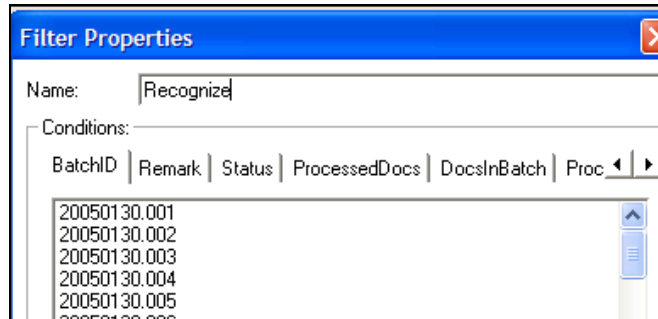 Filter Properties
Name: Recognize
Conditions:
BatchID Remark Status ProcessedDocs DocsInBatch Proc
20050130.001
20050130.002
20050130.003
20050130.004
20050130.005